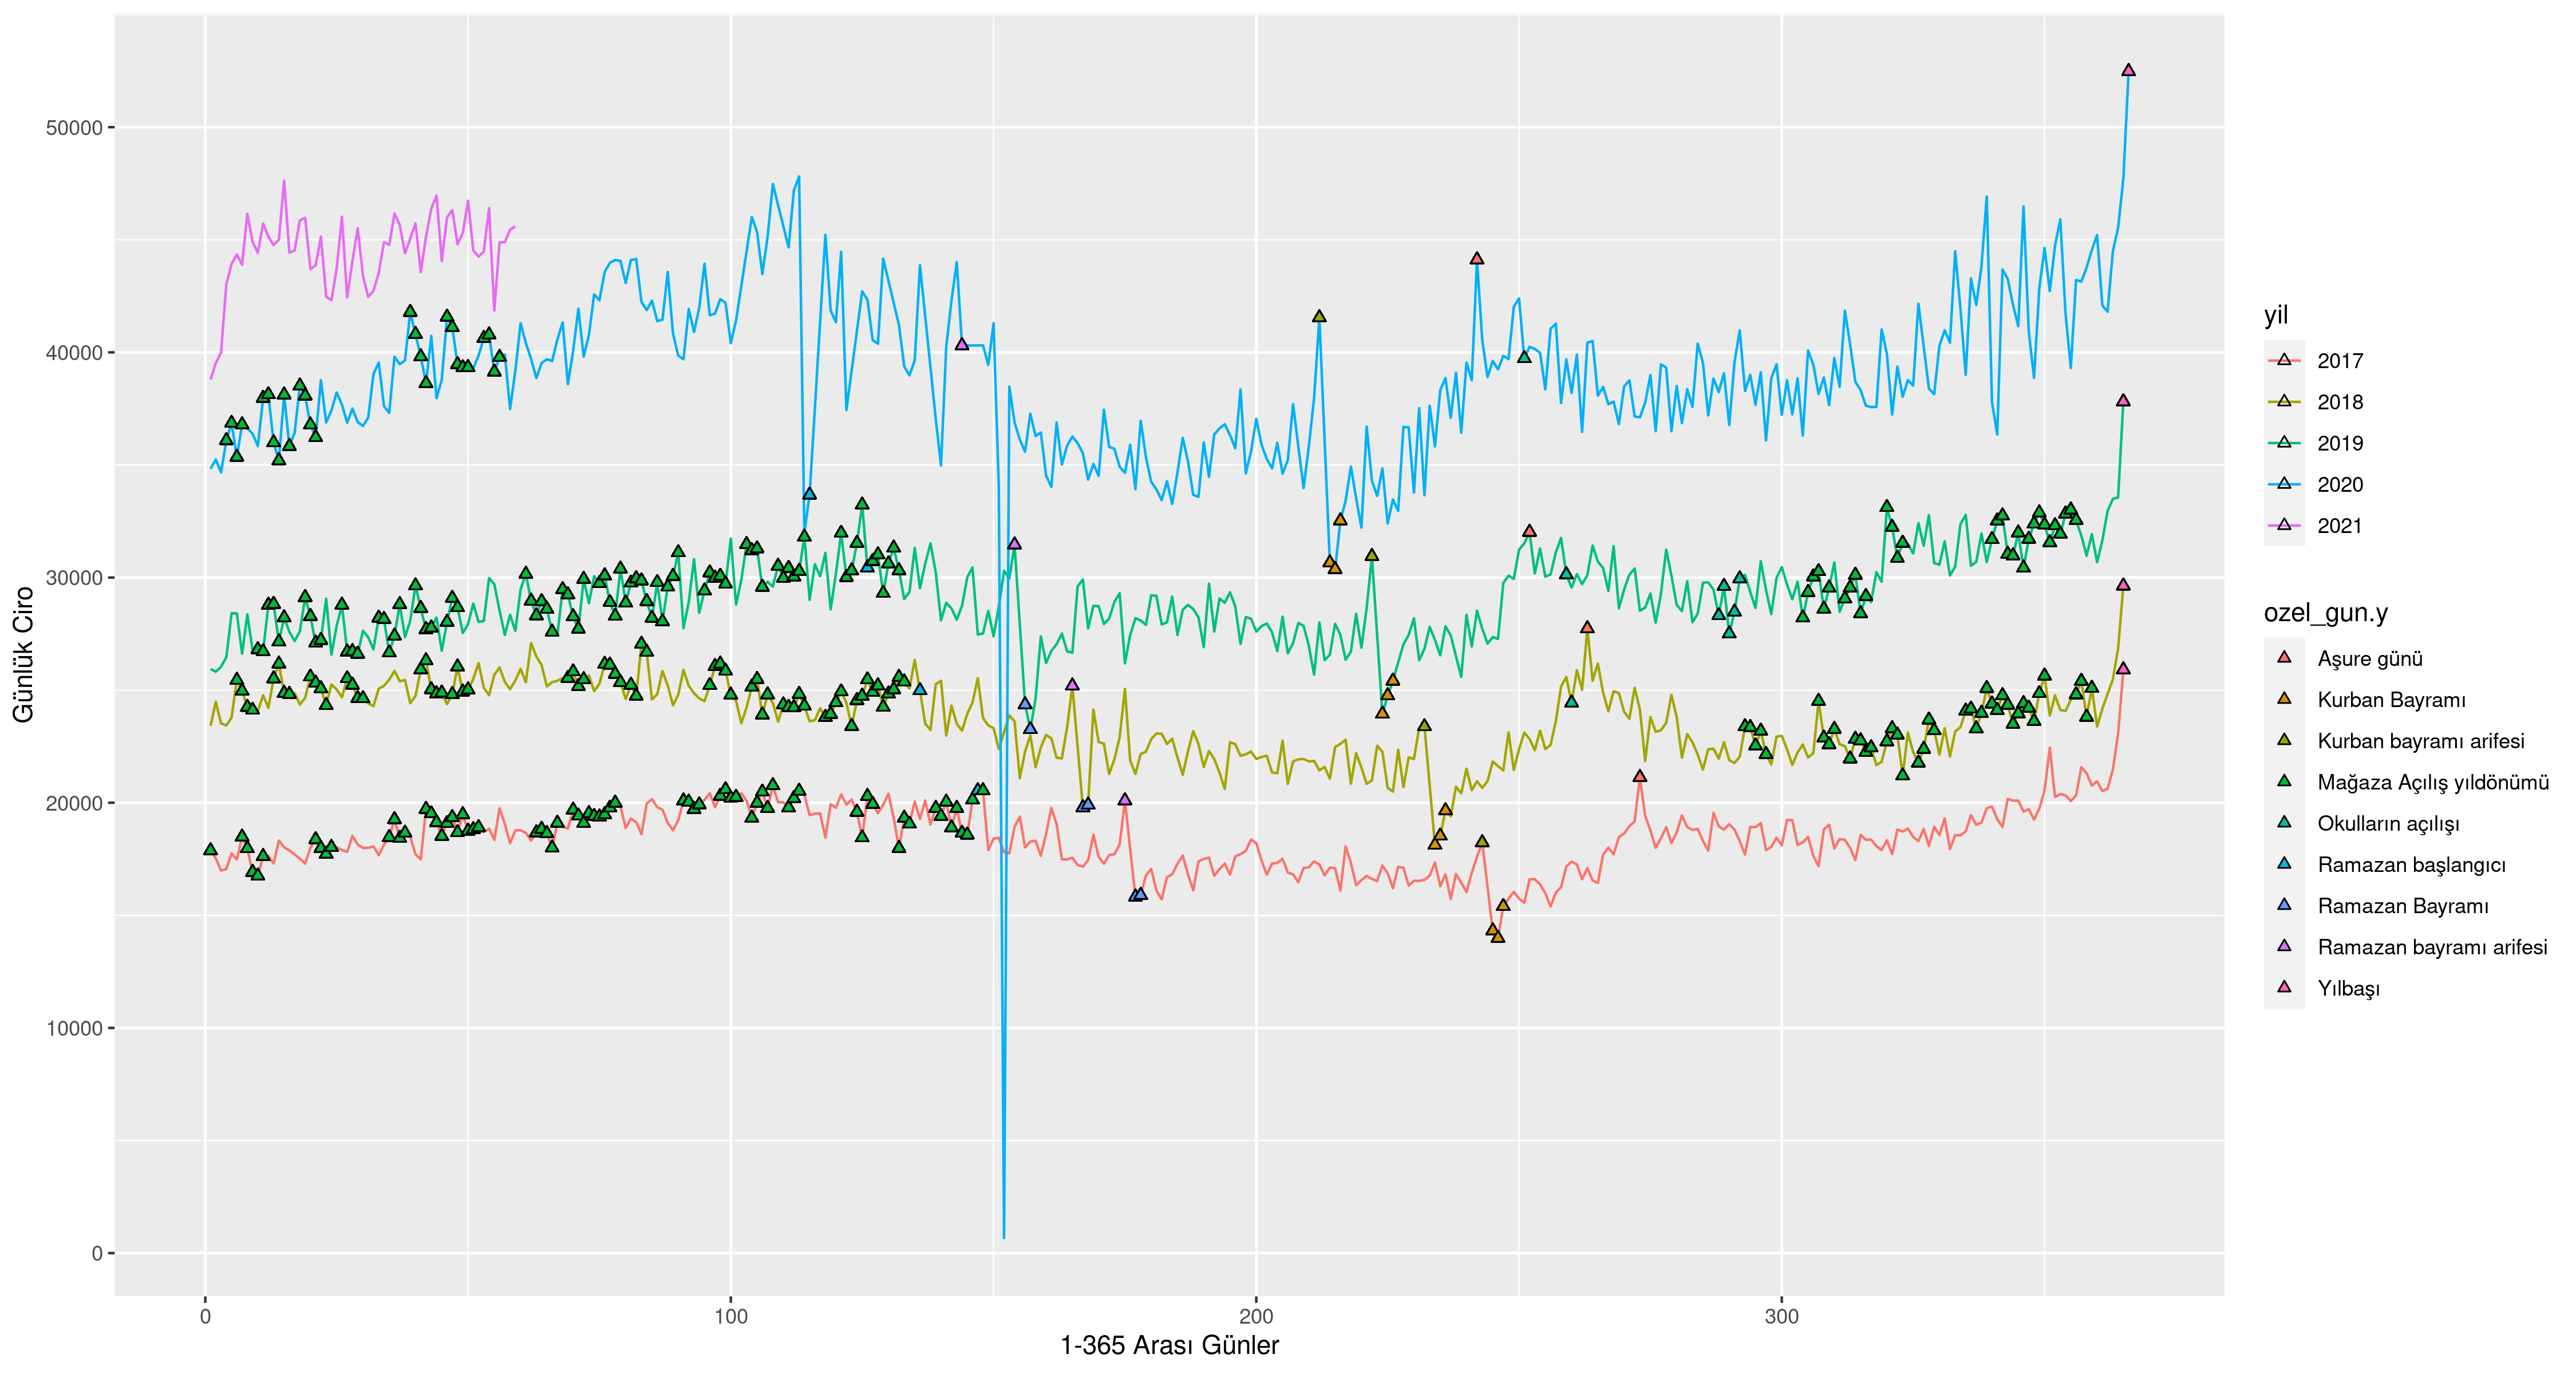 50000
40000
30000
20000
10000
0
Günlük Ciro
0
100
200
300
1-365 Arası Günler
yil
2017
2018
2019
2020
2021
ozel_gun.y
Aşure günü
Kurban Bayramı
Kurban bayramı arifesi
Mağaza Açılış yıldönümü
Okulların açılışı
Ramazan başlangıcı
Ramazan Bayramı
Ramazan bayramı arifesi
Yılbaşı